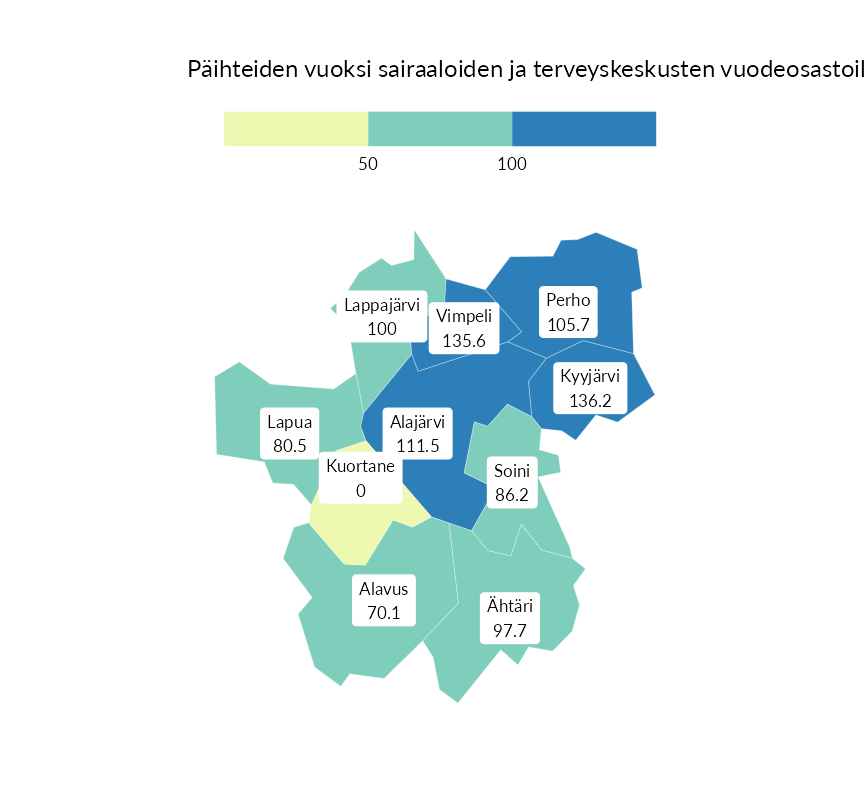 Päihteiden vuoksi sairaaloiden ja terveyskeskusten vuodeosastoil
50
100
Lappajärvi
100
Vimpeli
135.6
Perho
105.7
Kyyjärvi
136.2
Lapua
80.5
Alajärvi
111.5
Kuortane
0
Soini
86.2
Alavus
70.1
Ähtäri
97.7